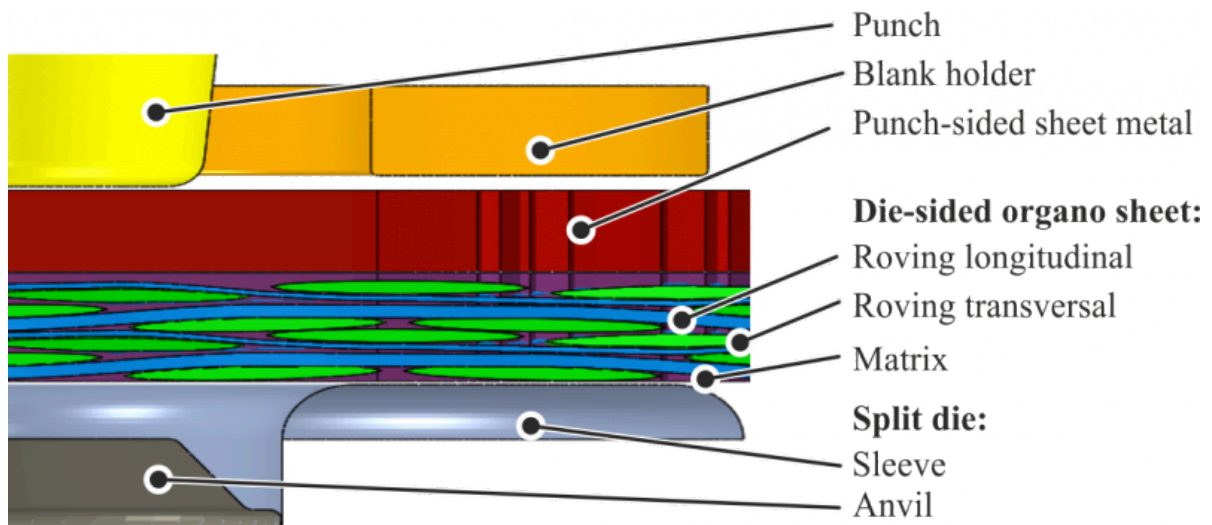 Punch
Blank holder
Punch-sided sheet metal
Die-sided organo sheet:
Roving longitudinal
Roving transversal
Matrix
Split die:
Sleeve
Anvil